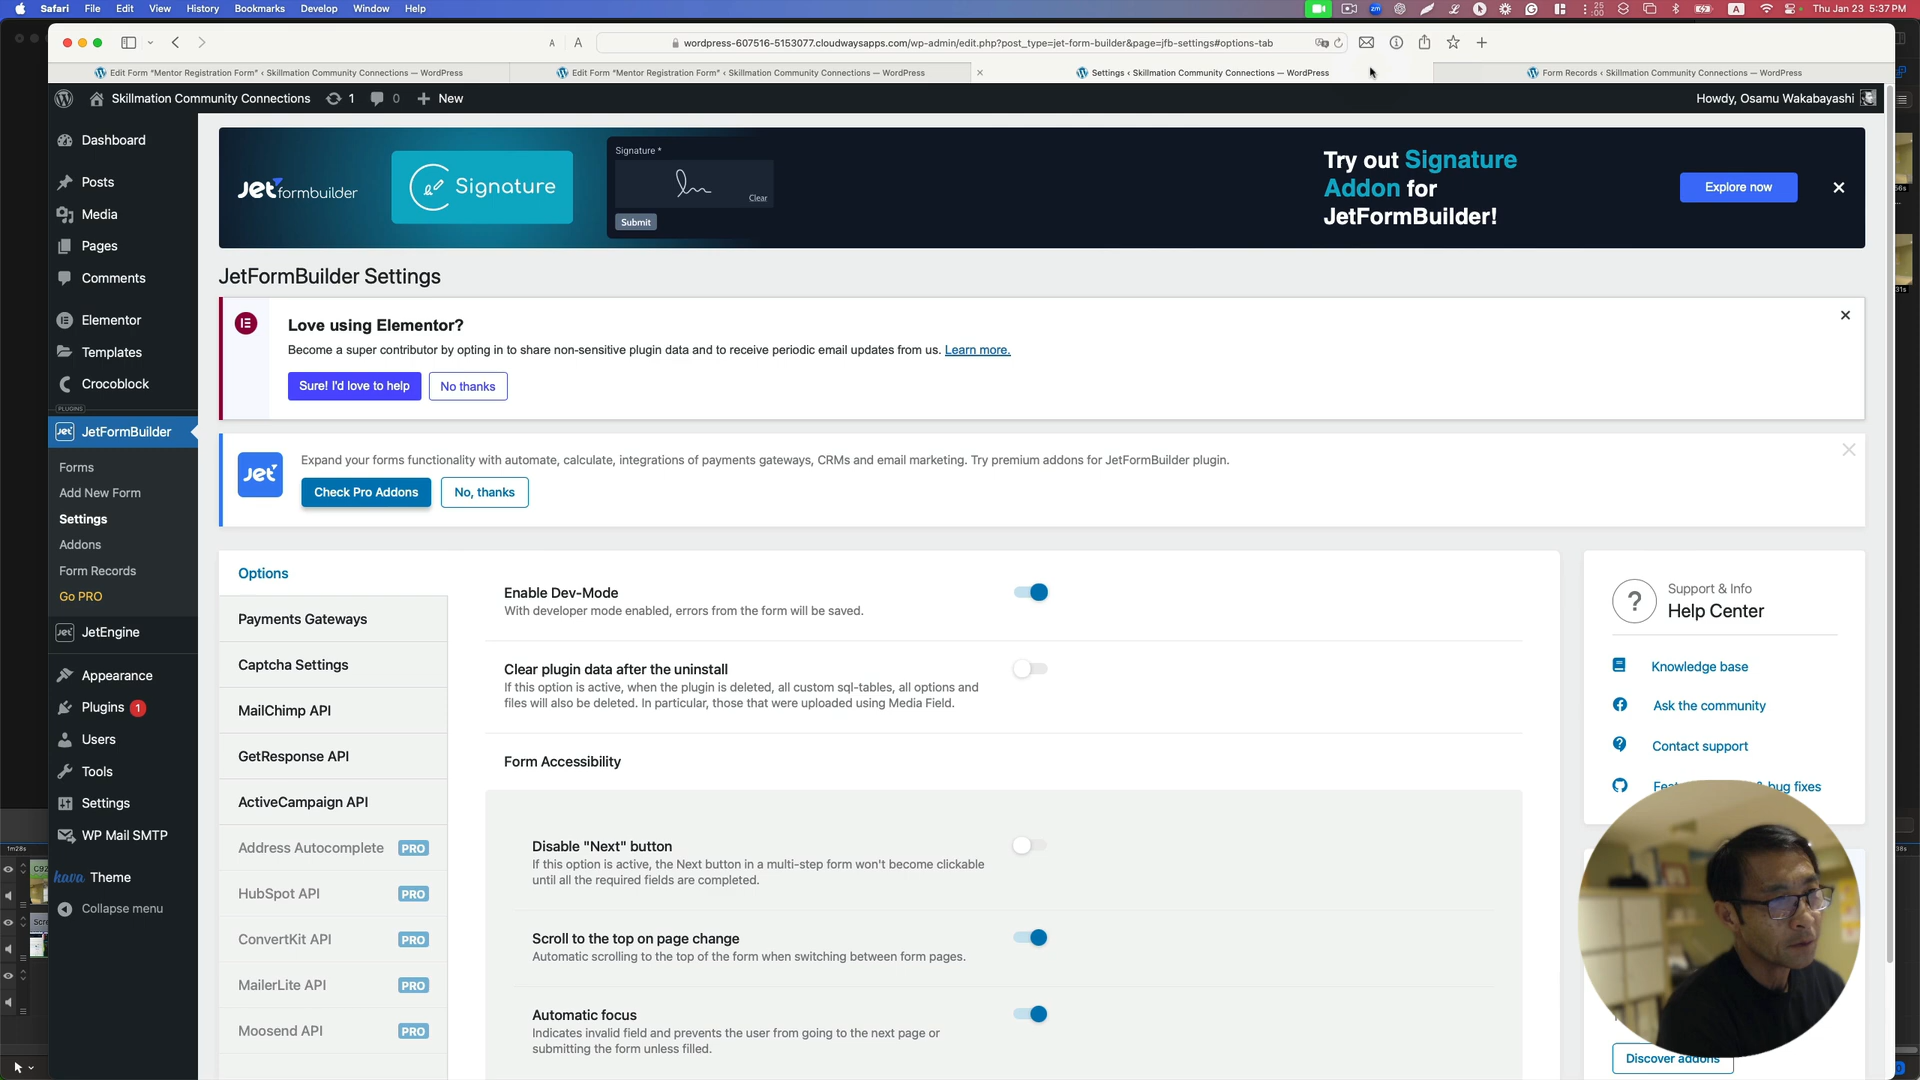 Safari File Edit View History Bookmarks Develop Window Help
Thu Jan 23 5:37 PM
wordpress-607516-5153077.cloudwaysapps.com/wp-admin/edit.php?post_type=jet-form-builder&page=jfb-settings#options-tab
Edit Form “Mentor Registration Form” ‹ Skillmation Community Connections — WordPress
Edit Form “Mentor Registration Form” ‹ Skillmation Community Connections — WordPress
Settings ‹ Skillmation Community Connections — WordPress
Form Records ‹ Skillmation Community Connections — WordPress
Skillmation Community Connections 1 0 New
Howdy, Osamu Wakabayashi
Dashboard
Posts
Media
Pages
Comments
Elementor
Templates
Crocoblock
PLUGINS
JetFormBuilder
Forms
Add New Form
Settings
Addons
Form Records
Go PRO
JetEngine
Appearance
Plugins 1
Users
Tools
Settings
WP Mail SMTP
hava Theme
Collapse menu
Jet formbuilder
Signature
Signature *
Clear
Submit
Try out Signature
Addon for
JetFormBuilder!
Explore now
JetFormBuilder Settings
Love using Elementor?
Become a super contributor by opting in to share non-sensitive plugin data and to receive periodic email updates from us. Learn more.
Sure! I'd love to help
No thanks
Jet
Expand your forms functionality with automate, calculate, integrations of payments gateways, CRMs and email marketing. Try premium addons for JetFormBuilder plugin.
Check Pro Addons
No, thanks
Options
Payments Gateways
Captcha Settings
MailChimp API
GetResponse API
ActiveCampaign API
Address Autocomplete PRO
HubSpot API PRO
ConvertKit API PRO
MailerLite API PRO
Moosend API PRO
Enable Dev-Mode
With developer mode enabled, errors from the form will be saved.
Clear plugin data after the uninstall
If this option is active, when the plugin is deleted, all custom sql-tables, all options and
files will also be deleted. In particular, those that were uploaded using Media Field.
Form Accessibility
Disable "Next" button
If this option is active, the Next button in a multi-step form won't become clickable
until all the required fields are completed.
Scroll to the top on page change
Automatic scrolling to the top of the form when switching between form pages.
Automatic focus
Indicates invalid field and prevents the user from going to the next page or
submitting the form unless filled.
Support & Info
Help Center
Knowledge base
Ask the community
Contact support
bug fixes
Discover addons
1m28s